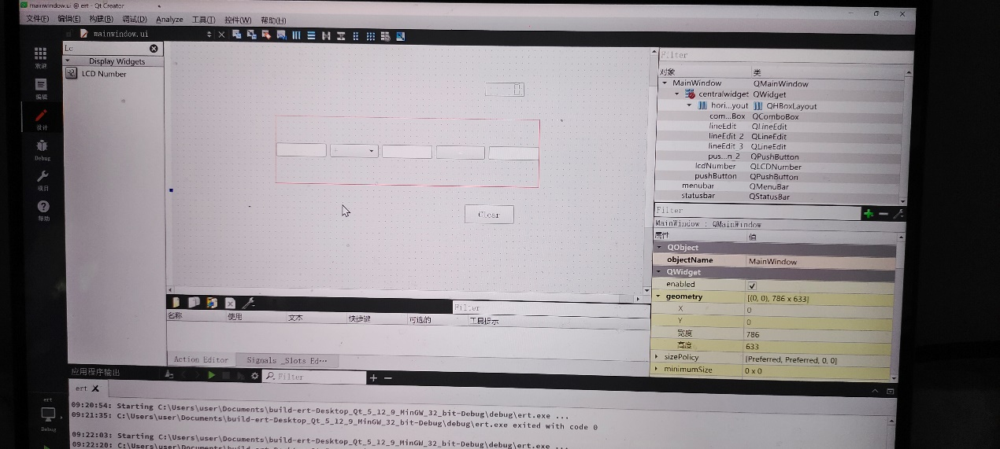 mainwindow.ui @ ert - Qt Creator
文件(F) 编辑(E) 构建(B) 调试(D) Analyze 工具(T) 控件(W) 帮助(H)
mainwindow.ui
Lc
Display Widgets
LCD Number
欢迎
编辑
设计
Debug
项目
帮助
Clear
Filter
对象 类
MainWindow QMainWindow
centralwidget QWidget
hori...yout QHBoxLayout
com...Box QComboBox
lineEdit QLineEdit
lineEdit_2 QLineEdit
lineEdit_3 QLineEdit
pus...n_2 QPushButton
lcdNumber QLCDNumber
pushButton QPushButton
menubar QMenuBar
statusbar QStatusBar
Filter
MainWindow : QMainWindow
属性 值
QObject
objectName MainWindow
QWidget
enabled
geometry [(0, 0), 786 x 633]
X 0
Y 0
宽度 786
高度 633
sizePolicy [Preferred, Preferred, 0, 0]
minimumSize 0 x 0
Filter
名称 使用 文本 快捷键 可选的 工具提示
Action Editor Signals _Slots Ed...
应用程序输出 Filter
ert
09:20:54: Starting C:\Users\user\Documents\build-ert-Desktop_Qt_5_12_9_MinGW_32_bit-Debug\debug\ert.exe ...
09:21:35: C:\Users\user\Documents\build-ert-Desktop_Qt_5_12_9_MinGW_32_bit-Debug\debug\ert.exe exited with code 0
09:22:03: Starting C:\Users\user\Documents\build-ert-Desktop_Qt_5_12_9_MinGW_32_bit-Debug\debug\ert.exe ...
09:22:20: C:\Users\user\Documents\build-ert-Desktop_Qt_5_12_9_MinGW_32_bit-Debug\debug\ert.exe
ert
Debug